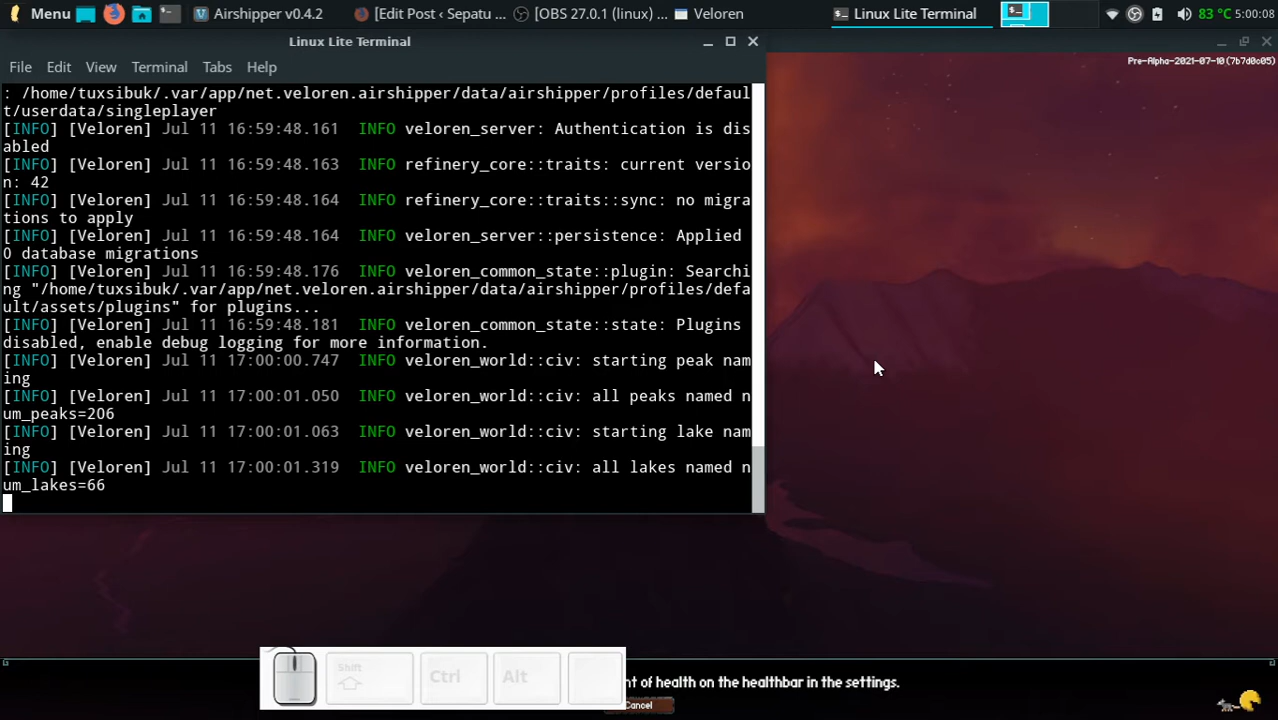 Menu Airshipper v0.4.2 [Edit Post ‹ Sepatu ... [OBS 27.0.1 (linux) ... Veloren Linux Lite Terminal 83 °C 5:00:08
Linux Lite Terminal
Pre-Alpha-2021-07-10 (7b7d0c05)
File Edit View Terminal Tabs Help
: /home/tuxsibuk/.var/app/net.veloren.airshipper/data/airshipper/profiles/defaul
t/userdata/singleplayer
[INFO] [Veloren] Jul 11 16:59:48.161  INFO veloren_server: Authentication is dis
abled
[INFO] [Veloren] Jul 11 16:59:48.163  INFO refinery_core::traits: current versio
n: 42
[INFO] [Veloren] Jul 11 16:59:48.164  INFO refinery_core::traits::sync: no migra
tions to apply
[INFO] [Veloren] Jul 11 16:59:48.164  INFO veloren_server::persistence: Applied
0 database migrations
[INFO] [Veloren] Jul 11 16:59:48.176  INFO veloren_common_state::plugin: Searchi
ng "/home/tuxsibuk/.var/app/net.veloren.airshipper/data/airshipper/profiles/defa
ult/assets/plugins" for plugins...
[INFO] [Veloren] Jul 11 16:59:48.181  INFO veloren_common_state::state: Plugins
disabled, enable debug logging for more information.
[INFO] [Veloren] Jul 11 17:00:00.747  INFO veloren_world::civ: starting peak nam
ing
[INFO] [Veloren] Jul 11 17:00:01.050  INFO veloren_world::civ: all peaks named n
um_peaks=206
[INFO] [Veloren] Jul 11 17:00:01.063  INFO veloren_world::civ: starting lake nam
ing
[INFO] [Veloren] Jul 11 17:00:01.319  INFO veloren_world::civ: all lakes named n
um_lakes=66
Shift Ctrl Alt
nt of health on the healthbar in the settings.
Cancel